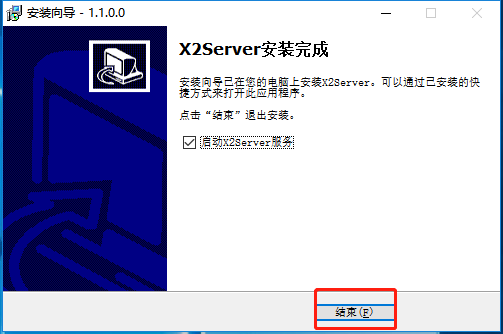 安装向导 - 1.1.0.0
X2Server安装完成
安装向导已在您的电脑上安装X2Server。可以通过已安装的快
捷方式来打开此应用程序。
点击“结束”退出安装。
启动X2Server服务
结束(F)